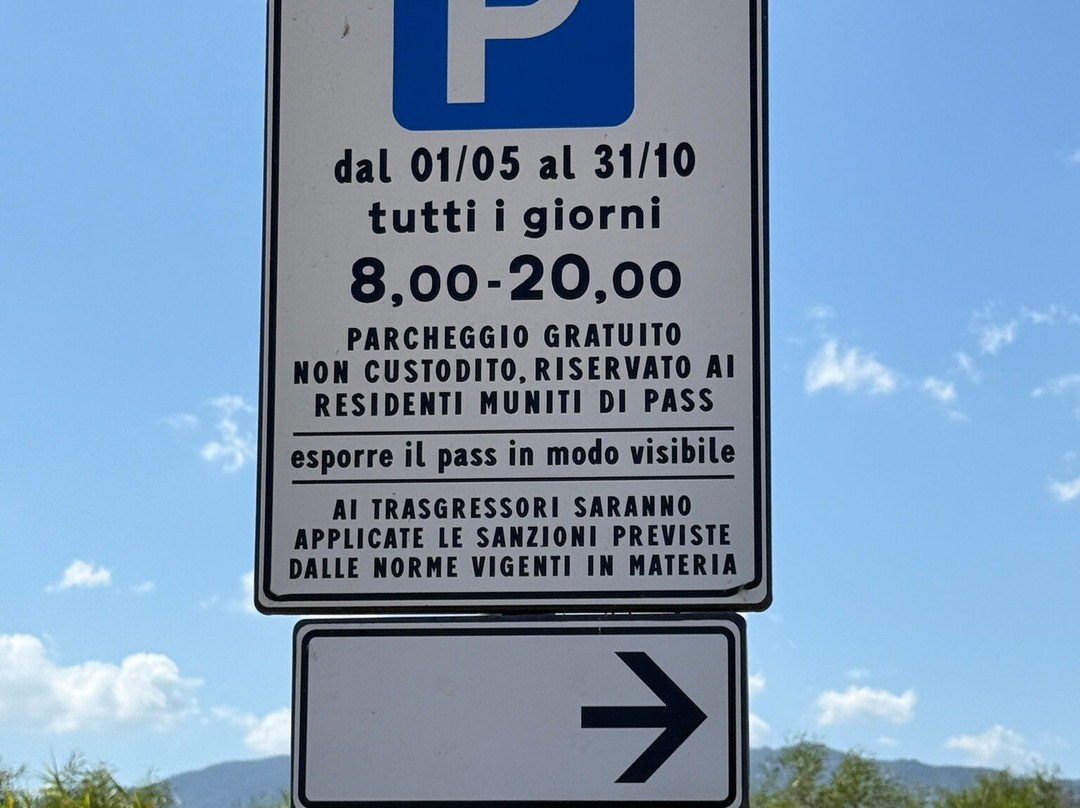 P
dal 01/05 al 31/10
tutti i giorni
8,00-20,00
PARCHEGGIO GRATUITO
NON CUSTODITO, RISERVATO AI
RESIDENTI MUNITI DI PASS
esporre il pass in modo visibile
AI TRASGRESSORI SARANNO
APPLICATE LE SANZIONI PREVISTE
DALLE NORME VIGENTI IN MATERIA